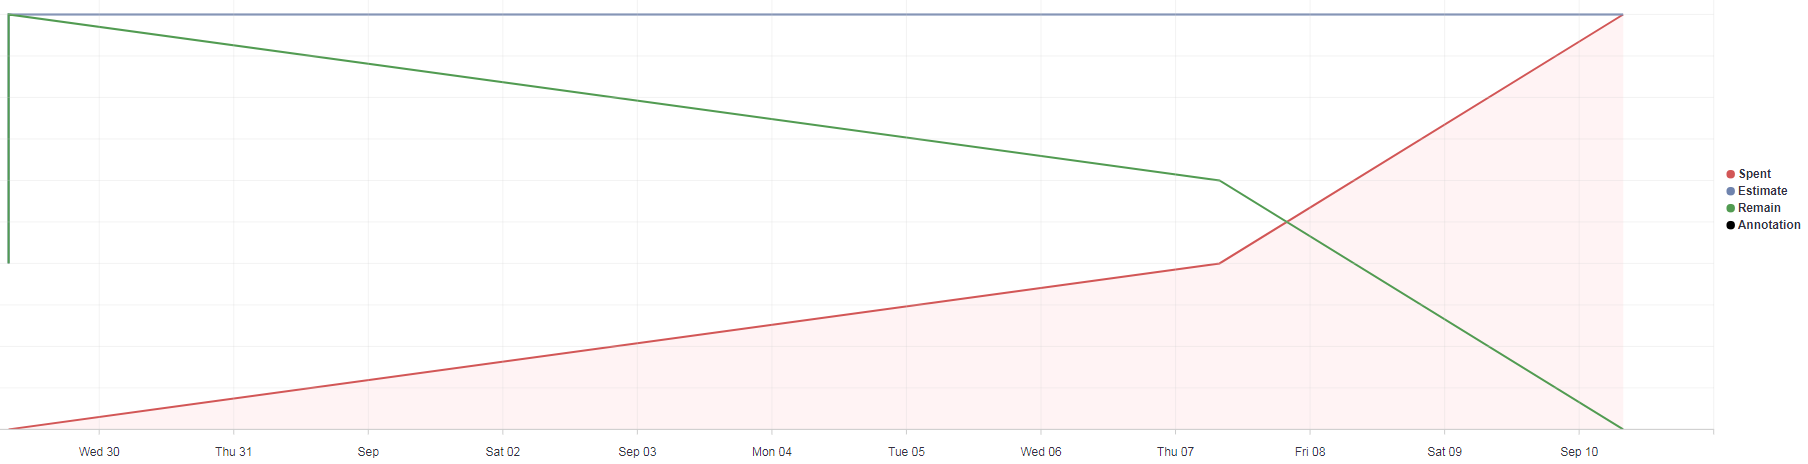 Spent
Estimate
Remain
Annotation
Wed 30 Thu 31 Sep Sat 02 Sep 03 Mon 04 Tue 05 Wed 06 Thu 07 Fri 08 Sat 09 Sep 10